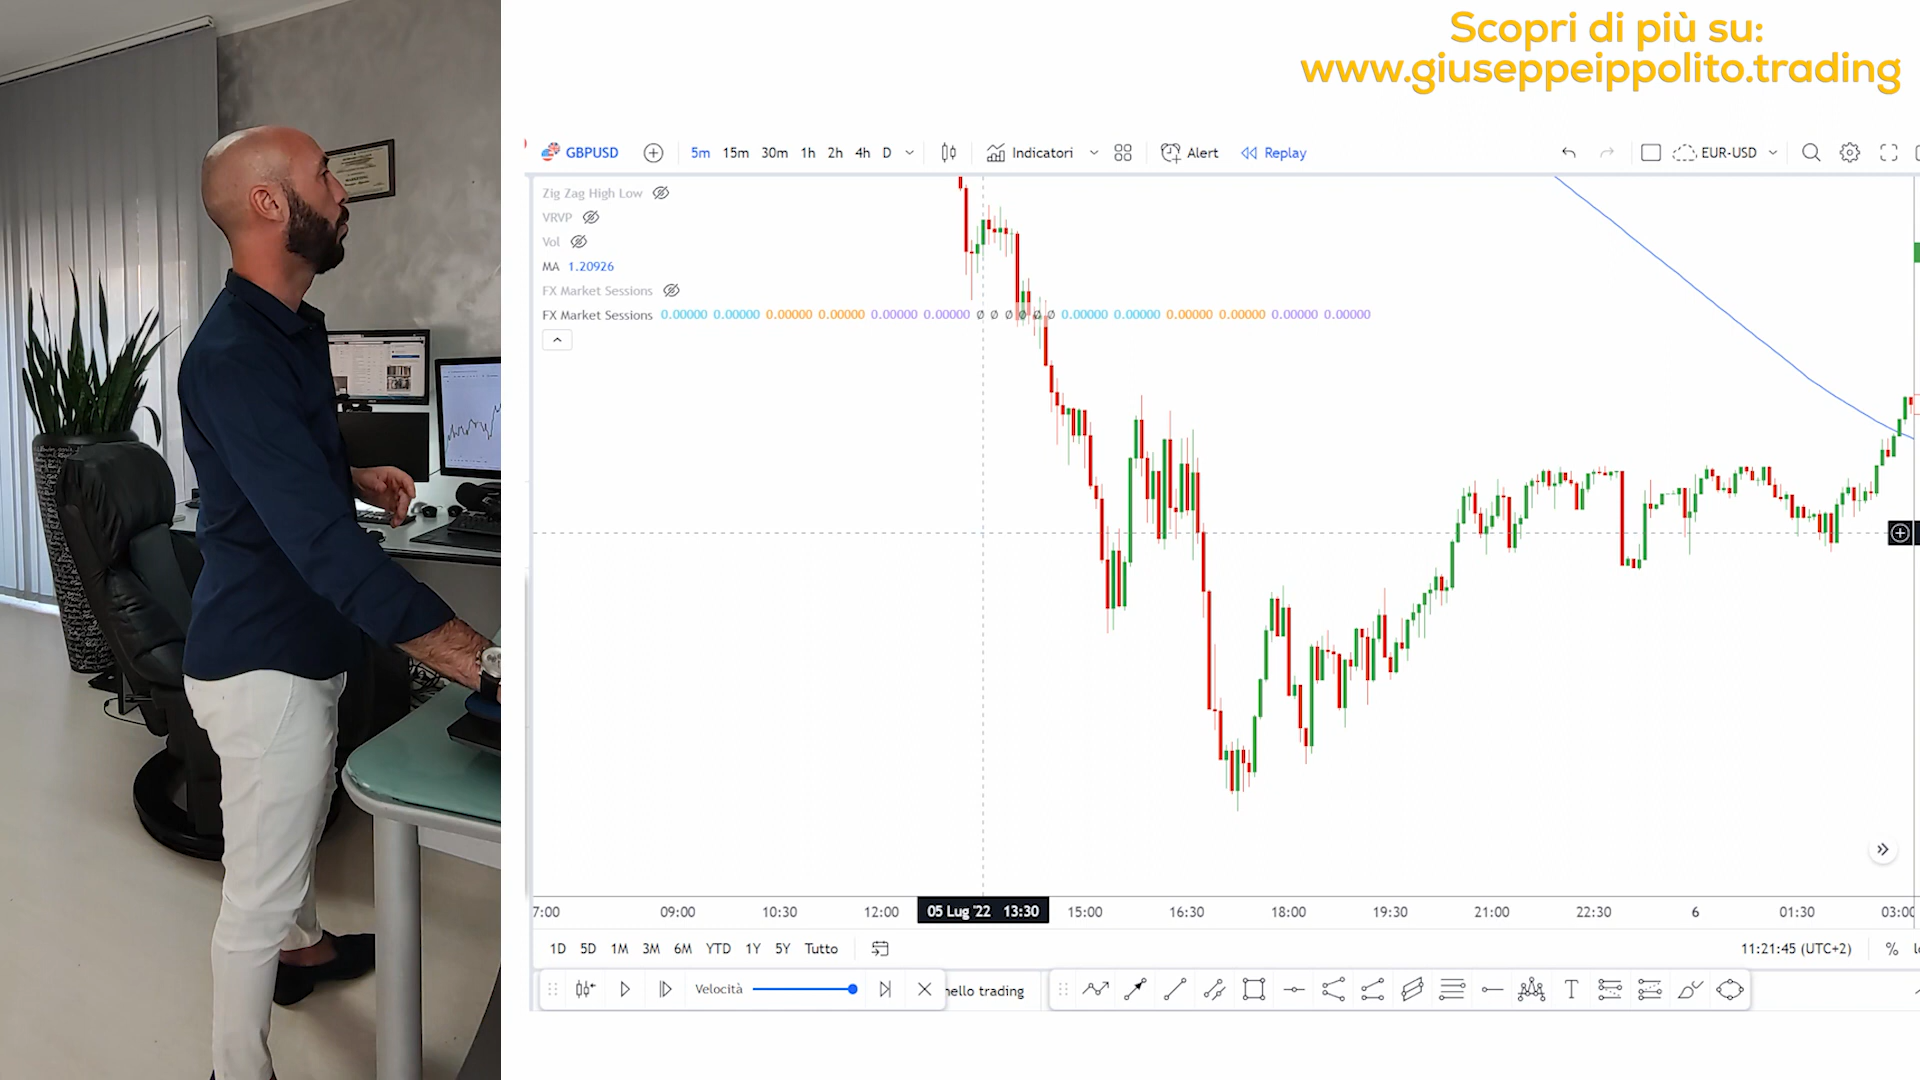 Scopri di più su:
www.giuseppeippolito.trading
GBPUSD 5m 15m 30m 1h 2h 4h D Indicatori Alert Replay EUR-USD
Zig Zag High Low
VRVP
Vol
MA 1.20926
FX Market Sessions
FX Market Sessions 0.00000 0.00000 0.00000 0.00000 0.00000 0.00000 ø ø ø ø ø ø 0.00000 0.00000 0.00000 0.00000 0.00000 0.00000
7:00 09:00 10:30 12:00 05 Lug '22 13:30 15:00 16:30 18:00 19:30 21:00 22:30 6 01:30 03:00
1D 5D 1M 3M 6M YTD 1Y 5Y Tutto 11:21:45 (UTC+2) %
Velocità nello trading T